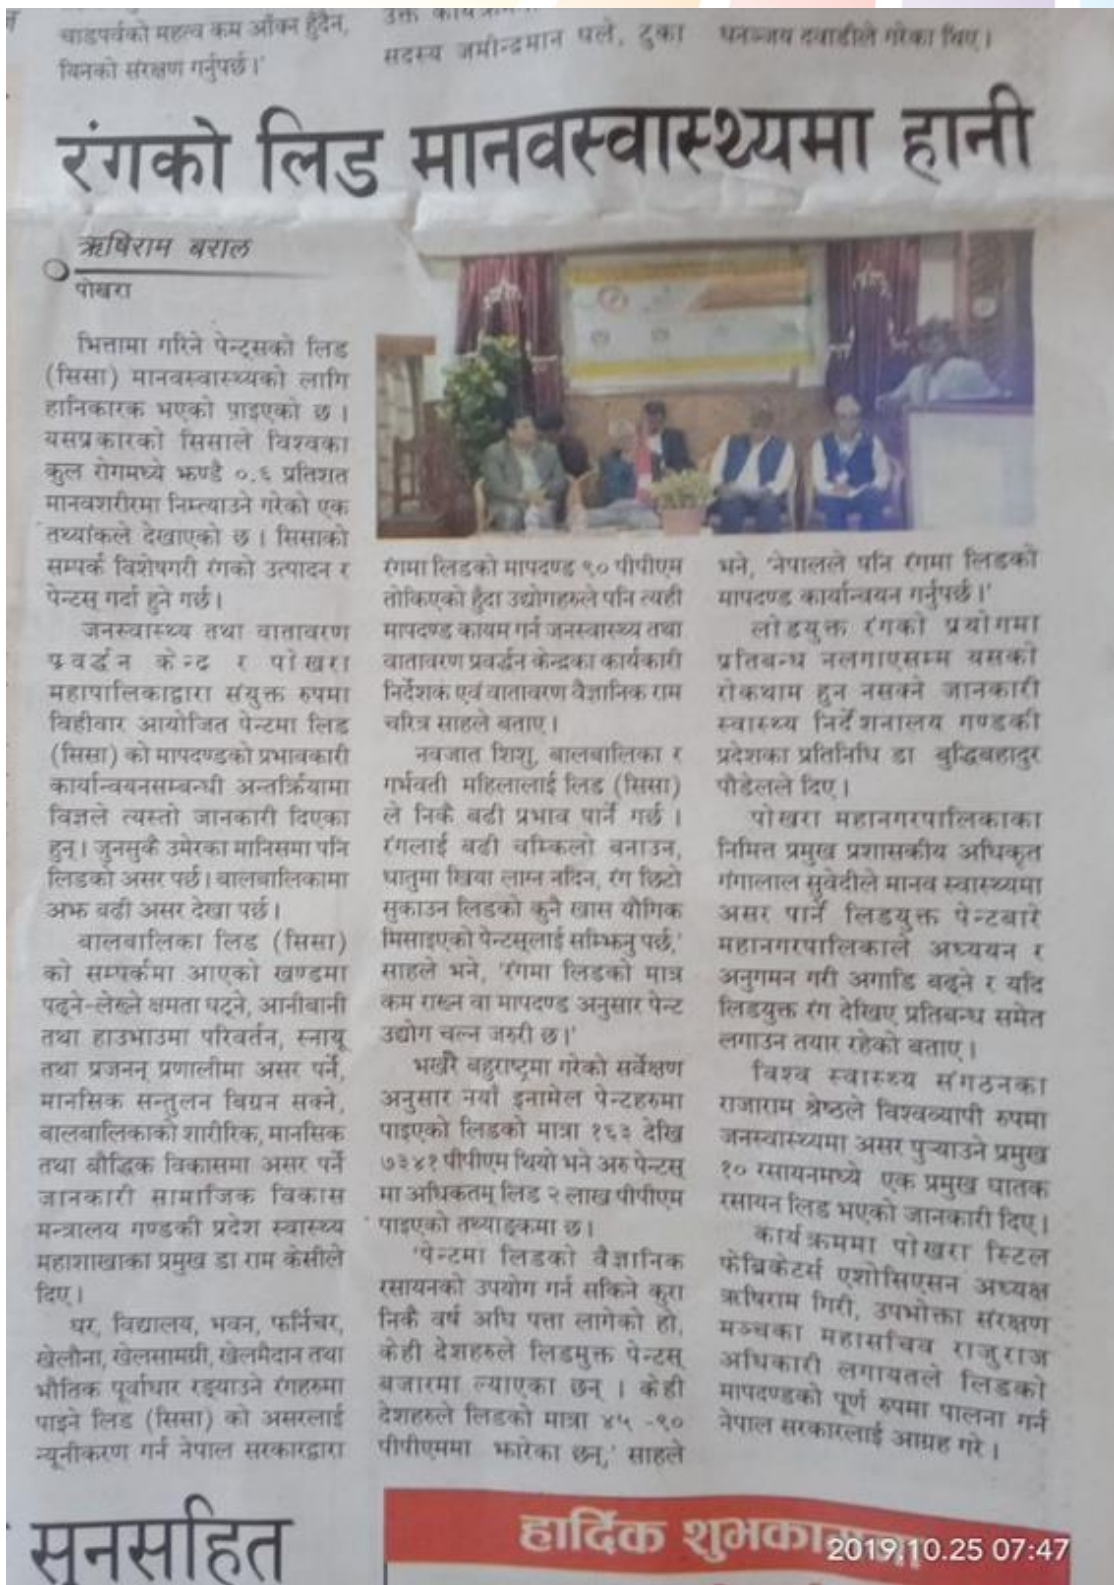 चाडपर्वको महत्व कम आँक्न हुँदैन,
यिनको संरक्षण गर्नुपर्छ ।'
सदस्य जमीन्द्रमान घले, टुका
धनञ्जय दवाडीले गरेका थिए ।
रंगको लिड मानवस्वास्थ्यमा हानी
ऋषिराम बराल
पोखरा
भित्तामा गरिने पेन्ट्सको लिड
(सिसा) मानवस्वास्थ्यको लागि
हानिकारक भएको पाइएको छ ।
यसप्रकारको सिसाले विश्वका
कुल रोगमध्ये झण्डै ०.६ प्रतिशत
मानवशरीरमा निम्त्याउने गरेको एक
तथ्यांकले देखाएको छ । सिसाको
सम्पर्क विशेषगरी रंगको उत्पादन र
पेन्टस् गर्दा हुने गर्छ ।
जनस्वास्थ्य तथा वातावरण
प्रवर्द्धन केन्द्र र पोखरा
महापालिकाद्वारा संयुक्त रुपमा
विहीवार आयोजित पेन्टमा लिड
(सिसा) को मापदण्डको प्रभावकारी
कार्यान्वयनसम्बन्धी अन्तर्क्रियामा
विज्ञले त्यस्तो जानकारी दिएका
हुन् । जुनसुकै उमेरका मानिसमा पनि
लिडको असर पर्छ । बालबालिकामा
अझ बढी असर देखा पर्छ ।
बालबालिका लिड (सिसा)
को सम्पर्कमा आएको खण्डमा
पढ्ने-लेख्ने क्षमता घट्ने, आनीबानी
तथा हाउभाउमा परिवर्तन, स्नायू
तथा प्रजनन् प्रणालीमा असर पर्ने,
मानसिक सन्तुलन बिग्रन सक्ने,
बालबालिकाको शारीरिक, मानसिक
तथा बौद्धिक विकासमा असर पर्ने
जानकारी सामाजिक विकास
मन्त्रालय गण्डकी प्रदेश स्वास्थ्य
महाशाखाका प्रमुख डा राम केसीले
दिए ।
घर, विद्यालय, भवन, फर्निचर,
खेलौना, खेलसामग्री, खेलमैदान तथा
भौतिक पूर्वाधार रङ्याउने रंगहरुमा
पाइने लिड (सिसा) को असरलाई
न्यूनीकरण गर्न नेपाल सरकारद्वारा
रंगमा लिडको मापदण्ड ९० पीपीएम
तोकिएको हुँदा उद्योगहरुले पनि त्यही
मापदण्ड कायम गर्न जनस्वास्थ्य तथा
वातावरण प्रवर्द्धन केन्द्रका कार्यकारी
निर्देशक एवं वातावरण वैज्ञानिक राम
चरित्र साहले बताए ।
नवजात शिशु, बालबालिका र
गर्भवती महिलालाई लिड (सिसा)
ले निकै बढी प्रभाव पार्ने गर्छ ।
रंगलाई बढी चम्किलो बनाउन,
धातुमा खिया लाग्न नदिन, रंग छिटो
सुकाउन लिडको कुनै खास यौगिक
मिसाइएको पेन्टस्लाई सम्झिनु पर्छ,'
साहले भने, 'रंगमा लिडको मात्र
कम राख्न वा मापदण्ड अनुसार पेन्ट
उद्योग चल्न जरुरी छ ।'
भर्खरै बहुराष्ट्रमा गरेको सर्वेक्षण
अनुसार नयाँ इनामेल पेन्टहरुमा
पाइएको लिडको मात्रा १६३ देखि
७३४१ पीपीएम थियो भने अरु पेन्टस्
मा अधिकतम् लिड २ लाख पीपीएम
पाइएको तथ्याङ्कमा छ ।
'पेन्टमा लिडको वैज्ञानिक
रसायनको उपयोग गर्न सकिने कुरा
निकै वर्ष अघि पत्ता लागेको हो,
केही देशहरुले लिडमुक्त पेन्टस्
बजारमा ल्याएका छन् । केही
देशहरुले लिडको मात्रा ४५ -९०
पीपीएममा झारेका छन्,' साहले
भने, 'नेपालले पनि रंगमा लिडको
मापदण्ड कार्यान्वयन गर्नुपर्छ ।'
लोडयुक्त रंगको प्रयोगमा
प्रतिबन्ध नलगाएसम्म यसको
रोकथाम हुन नसक्ने जानकारी
स्वास्थ्य निर्देशनालय गण्डकी
प्रदेशका प्रतिनिधि डा बुद्धिबहादुर
पौडेलले दिए ।
पोखरा महानगरपालिकाका
निमित्त प्रमुख प्रशासकीय अधिकृत
गंगालाल सुवेदीले मानव स्वास्थ्यमा
असर पार्ने लिडयुक्त पेन्टबारे
महानगरपालिकाले अध्ययन र
अनुगमन गरी अगाडि बढ्ने र यदि
लिडयुक्त रंग देखिए प्रतिबन्ध समेत
लगाउन तयार रहेको बताए ।
विश्व स्वास्थ्य संगठनका
राजाराम श्रेष्ठले विश्वव्यापी रुपमा
जनस्वास्थ्यमा असर पुऱ्याउने प्रमुख
१० रसायनमध्ये एक प्रमुख घातक
रसायन लिड भएको जानकारी दिए ।
कार्यक्रममा पोखरा स्टिल
फेब्रिकेटर्स एशोसिएसन अध्यक्ष
ऋषिराम गिरी, उपभोक्ता संरक्षण
मञ्चका महासचिव राजुराज
अधिकारी लगायतले लिडको
मापदण्डको पूर्ण रुपमा पालना गर्न
नेपाल सरकारलाई आग्रह गरे ।
सुनसहित
हार्दिक
2019.10.25 07:47